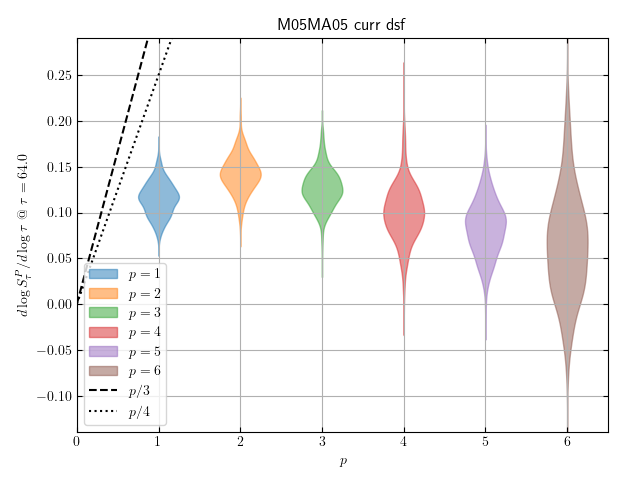 M05MA05 curr dsf
d log S_τ^P / d log τ @ τ = 64.0
0.25
0.20
0.15
0.10
0.05
0.00
−0.05
−0.10
p = 1
p = 2
p = 3
p = 4
p = 5
p = 6
p/3
p/4
0 1 2 3 4 5 6
p